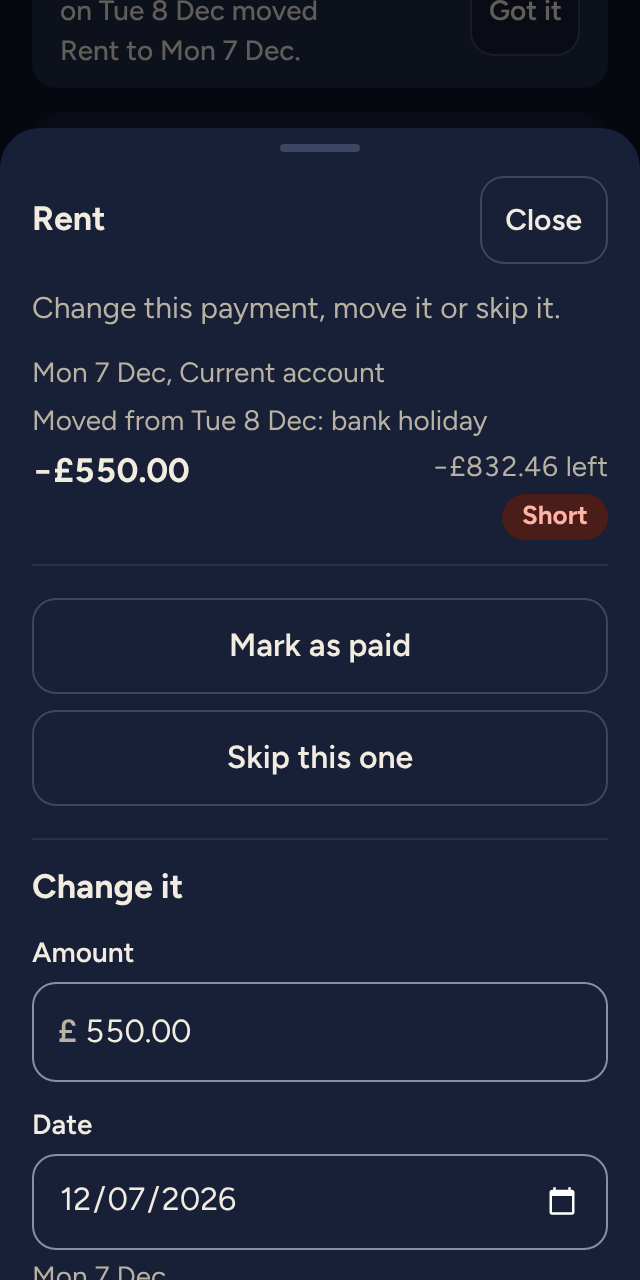 on Tue 8 Dec moved
Got it
Rent to Mon 7 Dec.
Rent
Close
Change this payment, move it or skip it.
Mon 7 Dec, Current account
Moved from Tue 8 Dec: bank holiday
−£550.00
−£832.46 left
Short
Mark as paid
Skip this one
Change it
Amount
£ 550.00
Date
12/07/2026
Mon 7 Dec